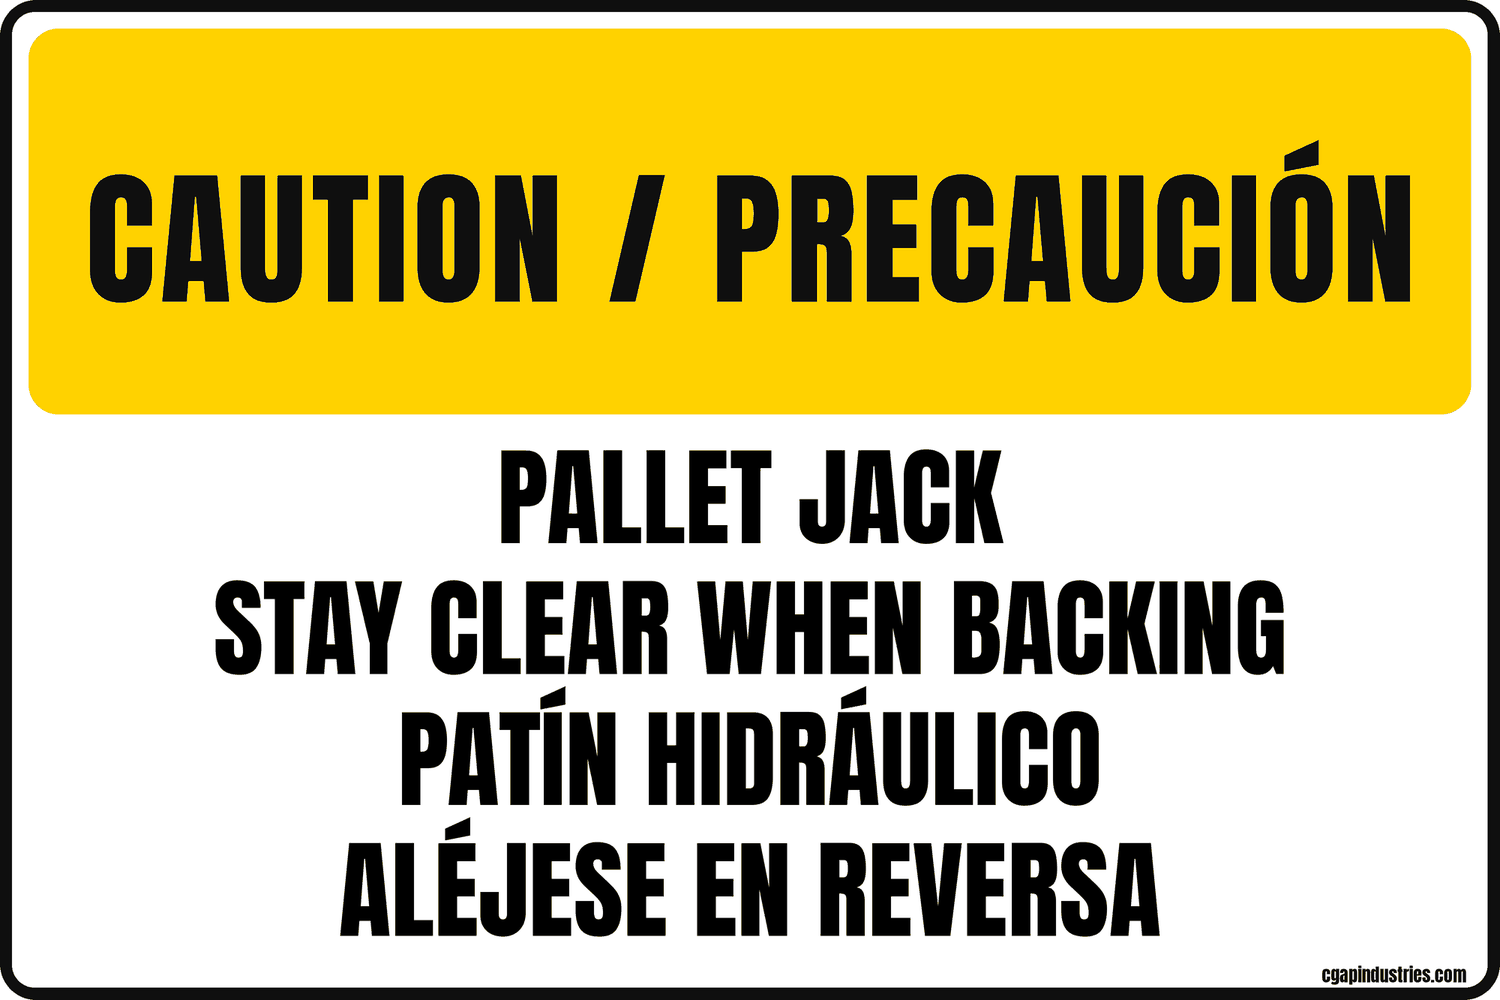 CAUTION / PRECAUCIÓN
PALLET JACK
STAY CLEAR WHEN BACKING
PATÍN HIDRÁULICO
ALÉJESE EN REVERSA
cgapindustries.com